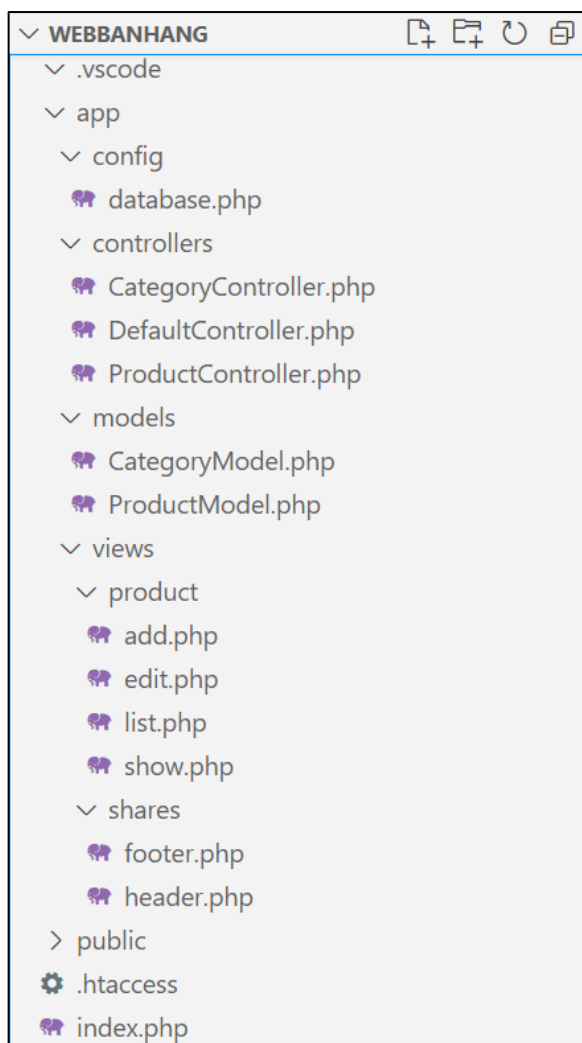 WEBBANHANG
.vscode
app
config
database.php
controllers
CategoryController.php
DefaultController.php
ProductController.php
models
CategoryModel.php
ProductModel.php
views
product
add.php
edit.php
list.php
show.php
shares
footer.php
header.php
public
.htaccess
index.php